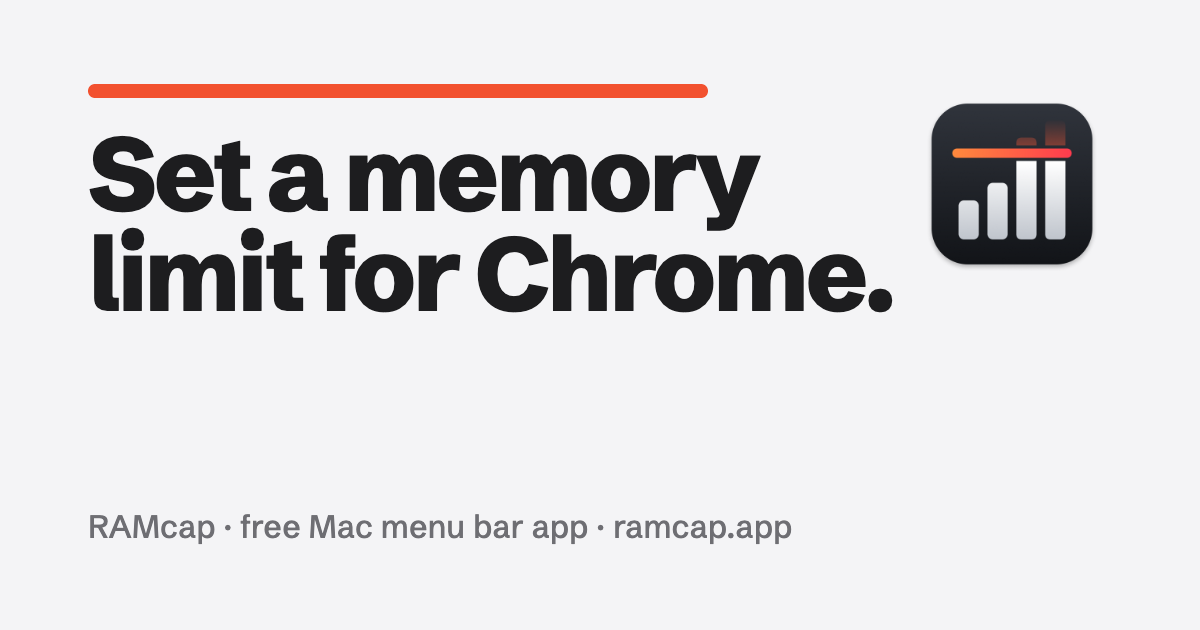 Set a memory
limit for Chrome.
RAMcap · free Mac menu bar app · ramcap.app